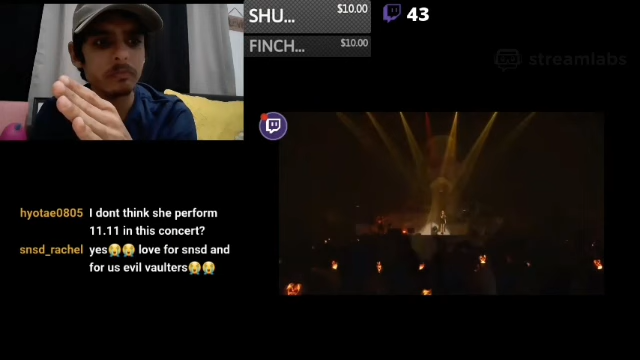 SHU... $10.00
FINCH... $10.00
43
streamlabs
hyotae0805 I dont think she perform
11.11 in this concert?
snsd_rachel yes😭😭 love for snsd and
for us evil vaulters😭😭